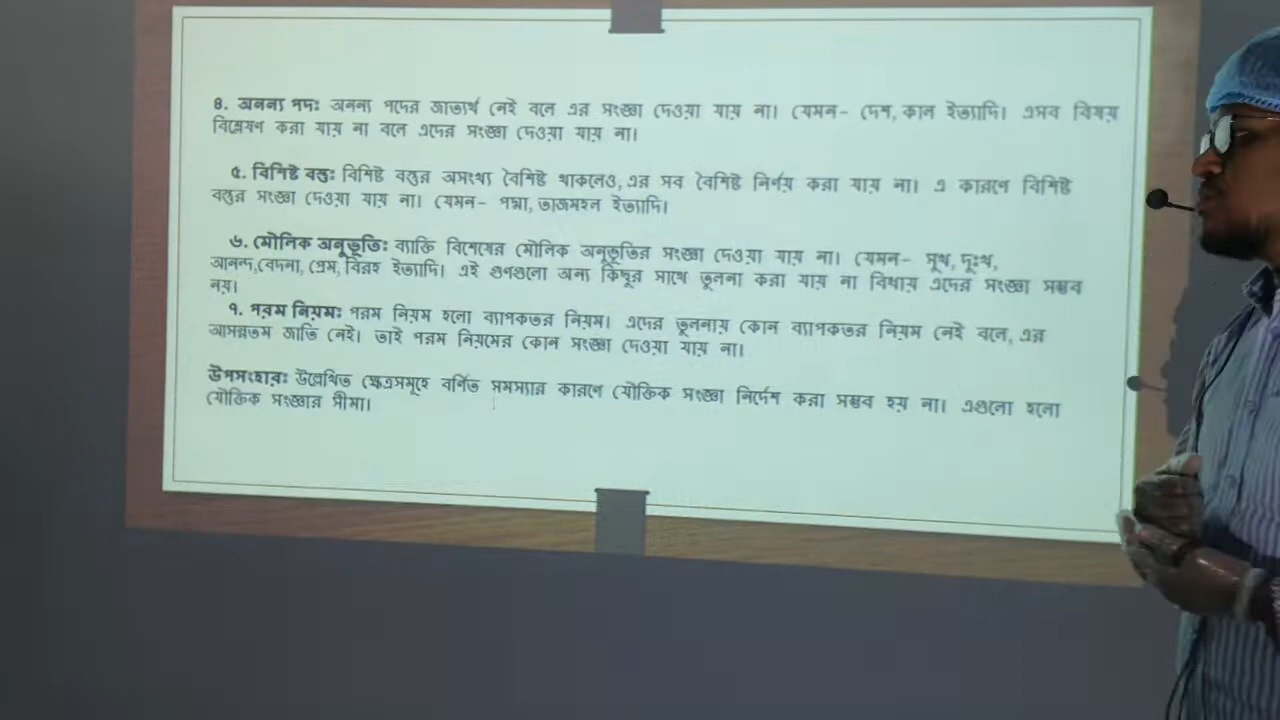 ৪. অনন্য পদঃ অনন্য পদের জাত্যর্থ নেই বলে এর সংজ্ঞা দেওয়া যায় না। যেমন- দেশ, কাল ইত্যাদি। এসব বিষয়
বিশ্লেষণ করা যায় না বলে এদের সংজ্ঞা দেওয়া যায় না।
৫. বিশিষ্ট বস্তুঃ বিশিষ্ট বস্তুর অসংখ্য বৈশিষ্ট থাকলেও, এর সব বৈশিষ্ট নির্ণয় করা যায় না। এ কারণে বিশিষ্ট
বস্তুর সংজ্ঞা দেওয়া যায় না। যেমন- পদ্মা, তাজমহল ইত্যাদি।
৬. মৌলিক অনুভূতিঃ ব্যাক্তি বিশেষের মৌলিক অনুভূতির সংজ্ঞা দেওয়া যায় না। যেমন- সুখ, দুঃখ,
আনন্দ,বেদনা, প্রেম, বিরহ ইত্যাদি। এই গুণগুলো অন্য কিছুর সাথে তুলনা করা যায় না বিধায় এদের সংজ্ঞা সম্ভব
নয়।
৭. পরম নিয়মঃ পরম নিয়ম হলো ব্যাপকতর নিয়ম। এদের তুলনায় কোন ব্যাপকতর নিয়ম নেই বলে, এর
আসন্নতম জাতি নেই। তাই পরম নিয়মের কোন সংজ্ঞা দেওয়া যায় না।
উপসংহারঃ উল্লেখিত ক্ষেত্রসমূহে বর্ণিত সমস্যার কারণে যৌক্তিক সংজ্ঞা নির্দেশ করা সম্ভব হয় না। এগুলো হলো
যৌক্তিক সংজ্ঞার সীমা।